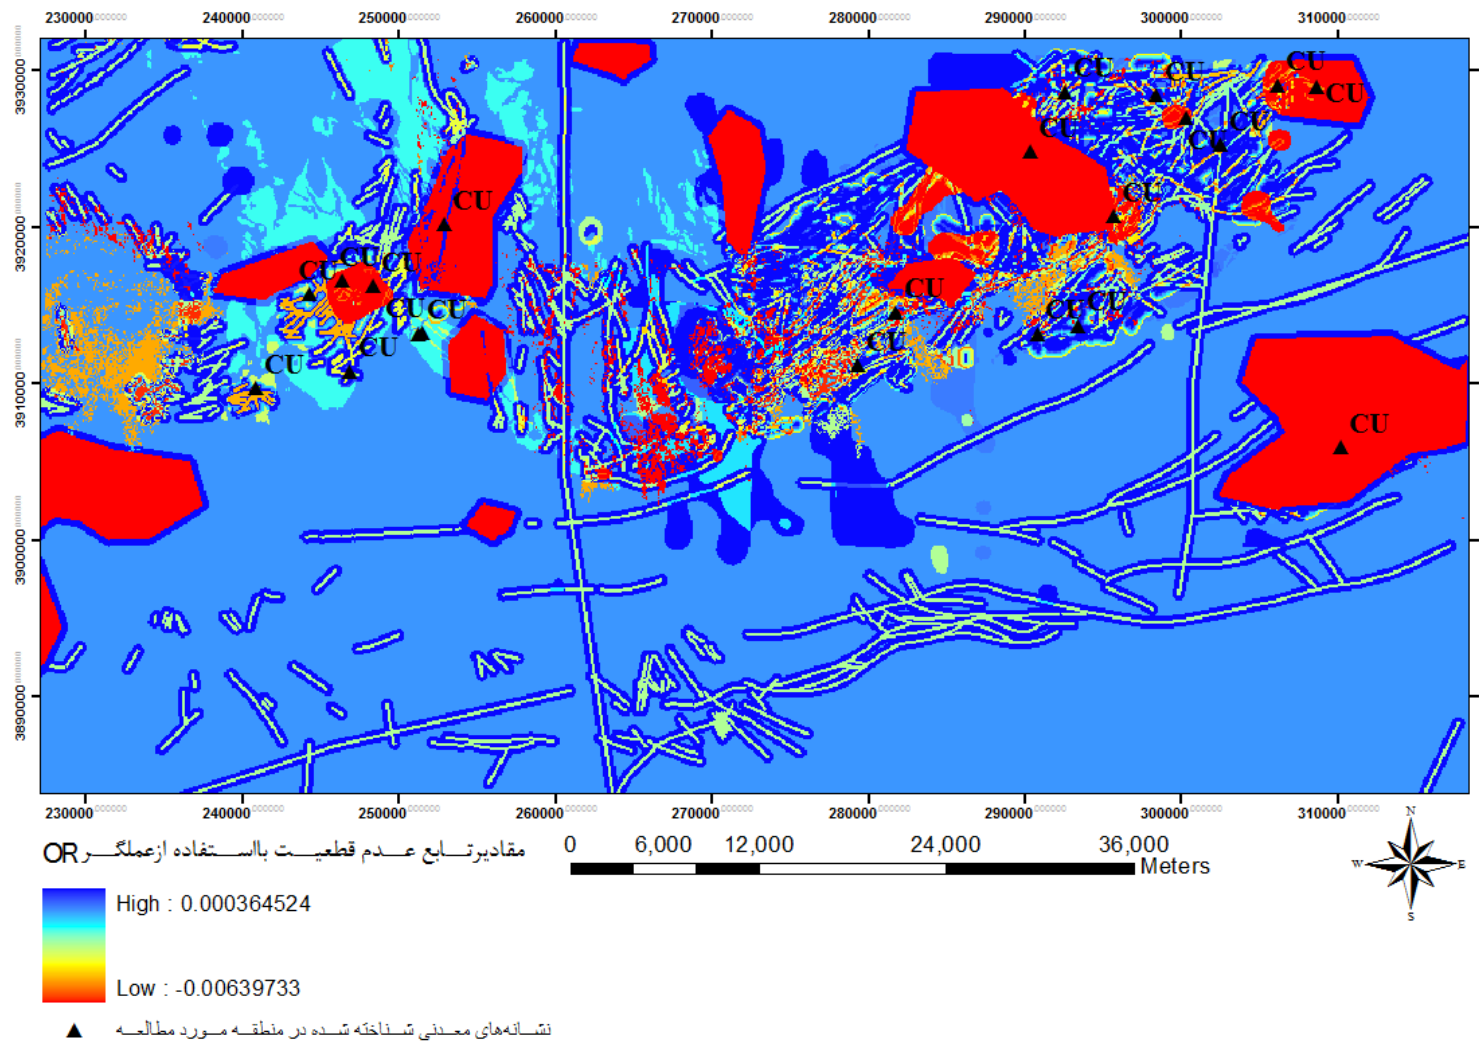 230000 240000 250000 260000 270000 280000 290000 300000 310000
3930000
3920000
3910000
3900000
3890000
CU CU CU CU
CU CU CU
CU CU
CU CU CU
CU CU CU CU CU
CU CU CU
CU
CU
230000 240000 250000 260000 270000 280000 290000 300000 310000
مقادیرتابع عدم قطعیت بااستفاده ازعملگر OR
High : 0.000364524
Low : -0.00639733
نشانه‌های معدنی شناخته شده در منطقه مورد مطالعه
0 6,000 12,000 24,000 36,000
Meters
N
W E
S